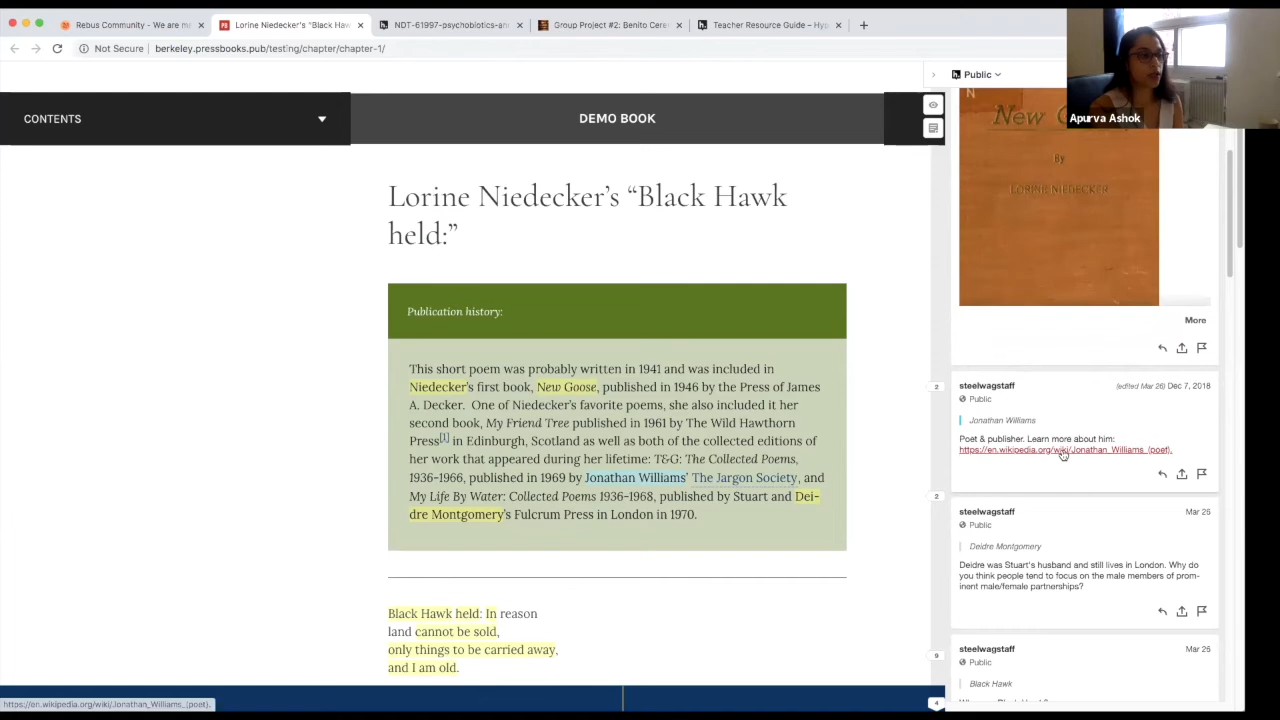 Rebus Community - We are ma
Lorine Niedecker's "Black Haw
NDT-61997-psychobiotics-and
Group Project #2: Benito Ceren
Teacher Resource Guide – Hyp
Not Secure
berkeley.pressbooks.pub/testing/chapter/chapter-1/
Public
Apurva Ashok
CONTENTS
DEMO BOOK
Lorine Niedecker's “Black Hawk
held:”
Publication history:
This short poem was probably written in 1941 and was included in
Niedecker's first book, New Goose, published in 1946 by the Press of James
A. Decker. One of Niedecker's favorite poems, she also included it her
second book, My Friend Tree published in 1961 by The Wild Hawthorn
Press[1] in Edinburgh, Scotland as well as both of the collected editions of
her work that appeared during her lifetime: T&G: The Collected Poems,
1936–1966, published in 1969 by Jonathan Williams' The Jargon Society, and
My Life By Water: Collected Poems 1936–1968, published by Stuart and Dei-
dre Montgomery's Fulcrum Press in London in 1970.
Black Hawk held: In reason
land cannot be sold,
only things to be carried away,
and I am old.
N
New G
By
LORINE NIEDECKER
More
2
steelwagstaff
(edited Mar 26) Dec 7, 2018
Public
Jonathan Williams
Poet & publisher. Learn more about him:
https://en.wikipedia.org/wiki/Jonathan_Williams_(poet).
2
steelwagstaff
Mar 26
Public
Deidre Montgomery
Deidre was Stuart's husband and still lives in London. Why do
you think people tend to focus on the male members of prom-
inent male/female partnerships?
9
steelwagstaff
Mar 26
Public
Black Hawk
4
https://en.wikipedia.org/wiki/Jonathan_Williams_(poet).